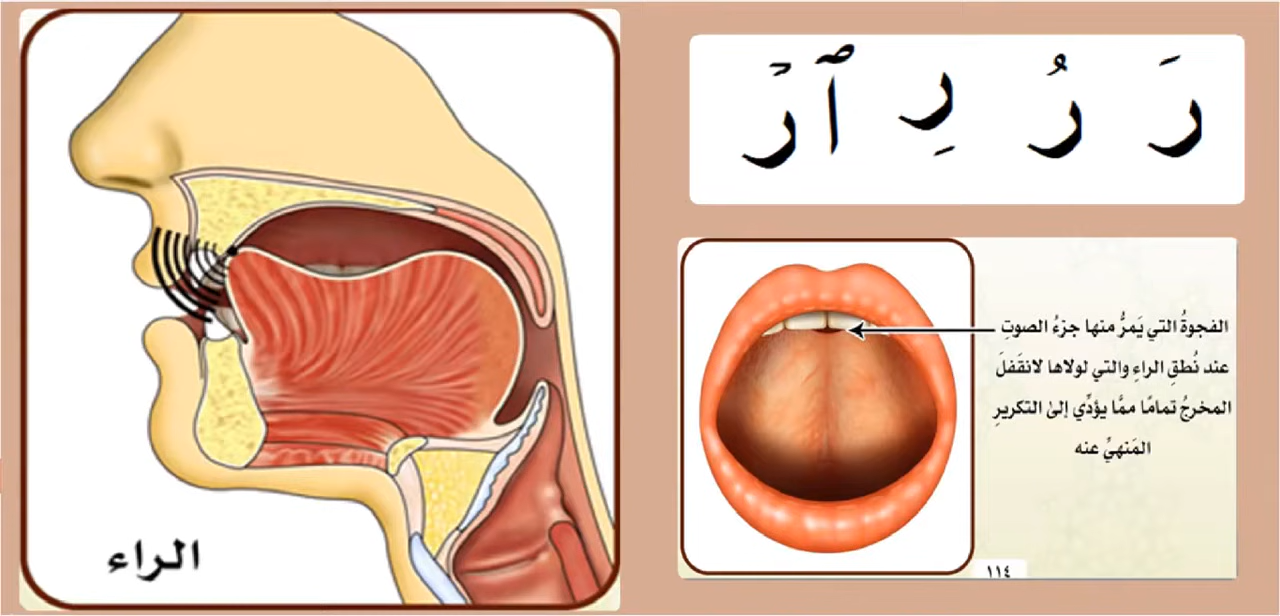 رَ رُ رِ ٱرْ
الفجوةُ التي يَمرُّ منها جزءُ الصوتِ
عند نُطقِ الراءِ والتي لولاها لانقَفلَ
المخرجُ تمامًا ممَّا يؤدِّي إلىٰ التكريرِ
المَنهيِّ عنه
١١٤
الراء